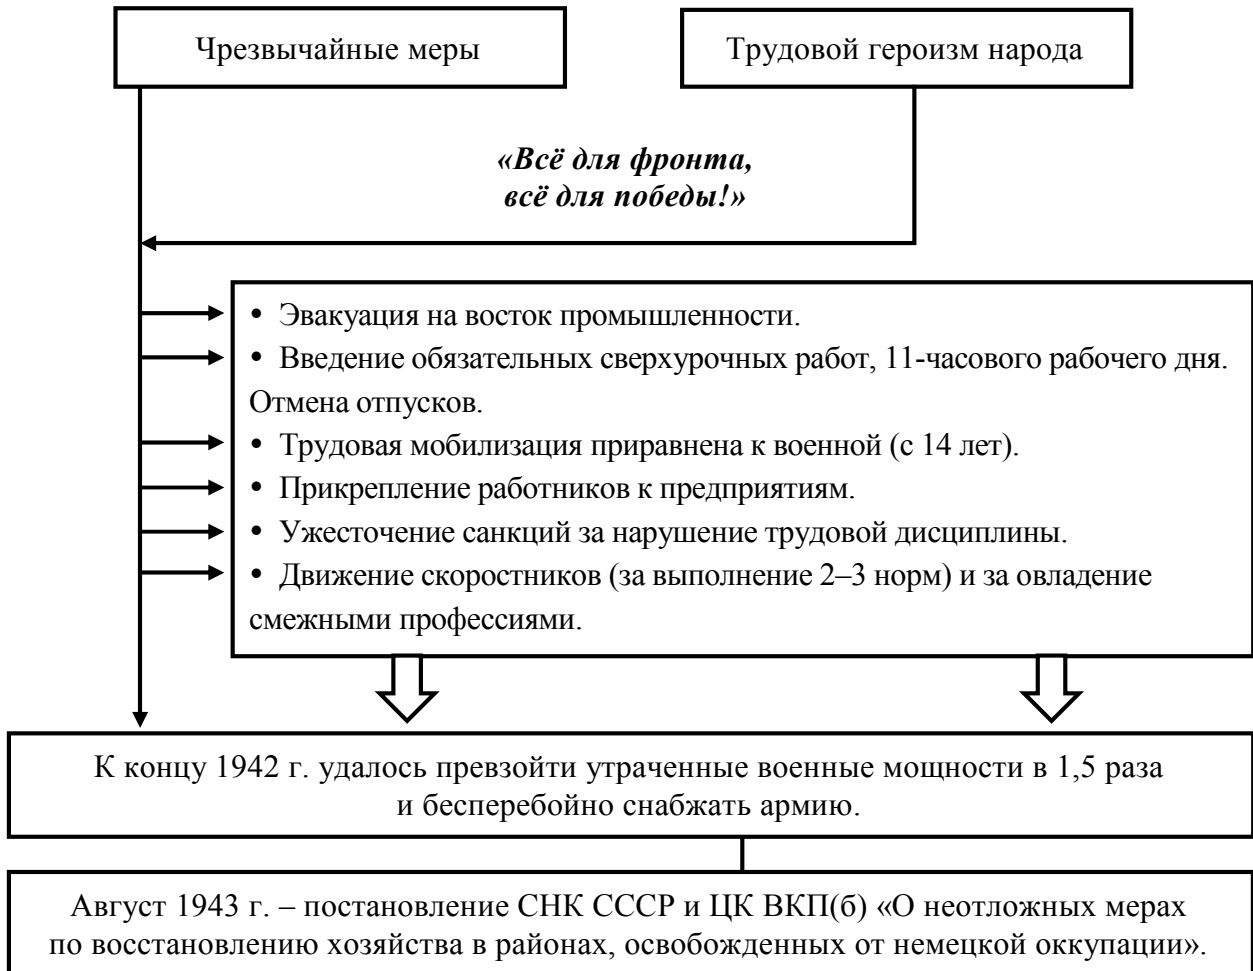 Чрезвычайные меры
Трудовой героизм народа
«Всё для фронта,
всё для победы!»
• Эвакуация на восток промышленности.
• Введение обязательных сверхурочных работ, 11-часового рабочего дня.
Отмена отпусков.
• Трудовая мобилизация приравнена к военной (с 14 лет).
• Прикрепление работников к предприятиям.
• Ужесточение санкций за нарушение трудовой дисциплины.
• Движение скоростников (за выполнение 2–3 норм) и за овладение
смежными профессиями.
К концу 1942 г. удалось превзойти утраченные военные мощности в 1,5 раза
и бесперебойно снабжать армию.
Август 1943 г. – постановление СНК СССР и ЦК ВКП(б) «О неотложных мерах
по восстановлению хозяйства в районах, освобожденных от немецкой оккупации».